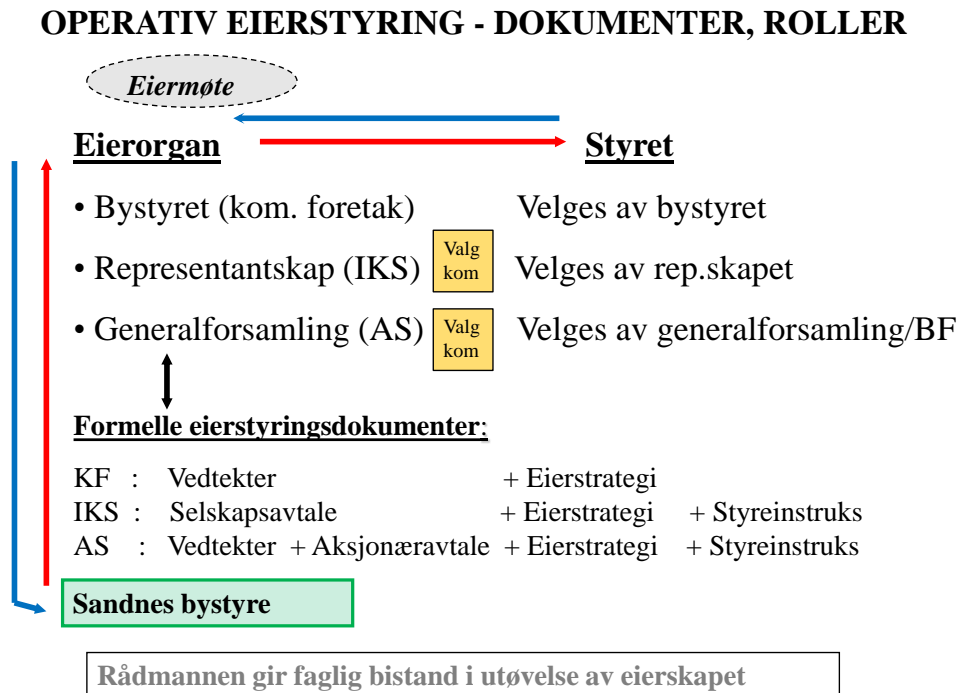 OPERATIV EIERSTYRING - DOKUMENTER, ROLLER
Eiermøte
Eierorgan Styret
• Bystyret (kom. foretak) Velges av bystyret
• Representantskap (IKS) Valg kom Velges av rep.skapet
• Generalforsamling (AS) Valg kom Velges av generalforsamling/BF
Formelle eierstyringsdokumenter:
KF : Vedtekter + Eierstrategi
IKS : Selskapsavtale + Eierstrategi + Styreinstruks
AS : Vedtekter + Aksjonæravtale + Eierstrategi + Styreinstruks
Sandnes bystyre
Rådmannen gir faglig bistand i utøvelse av eierskapet